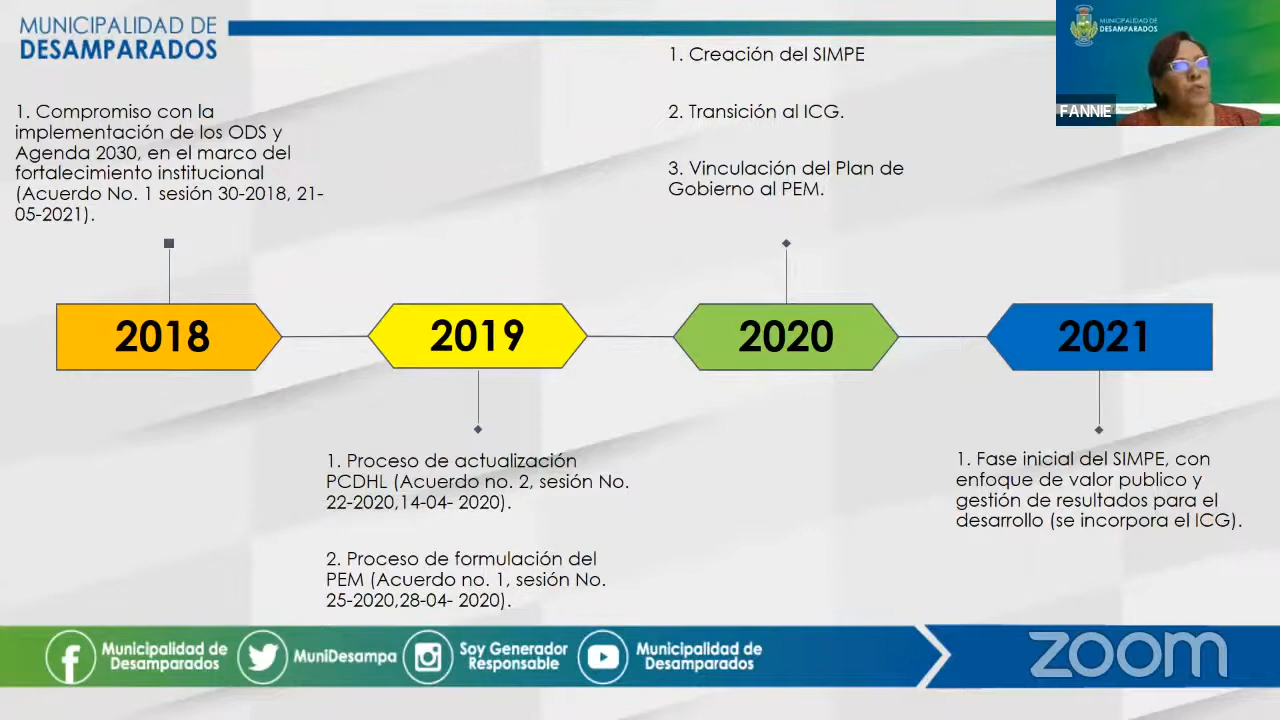 MUNICIPALIDAD DE
DESAMPARADOS
1. Compromiso con la
implementación de los ODS y
Agenda 2030, en el marco del
fortalecimiento institucional
(Acuerdo No. 1 sesión 30-2018, 21-
05-2021).
1. Creación del SIMPE
2. Transición al ICG.
3. Vinculación del Plan de
Gobierno al PEM.
MUNICIPALIDAD DE
DESAMPARADOS
FANNIE
2018
2019
2020
2021
1. Proceso de actualización
PCDHL (Acuerdo no. 2, sesión No.
22-2020,14-04- 2020).
2. Proceso de formulación del
PEM (Acuerdo no. 1, sesión No.
25-2020,28-04- 2020).
1. Fase inicial del SIMPE, con
enfoque de valor publico y
gestión de resultados para el
desarrollo (se incorpora el ICG).
Municipalidad de
Desamparados
MuniDesampa
Soy Generador
Responsable
Municipalidad de
Desamparados
zoom